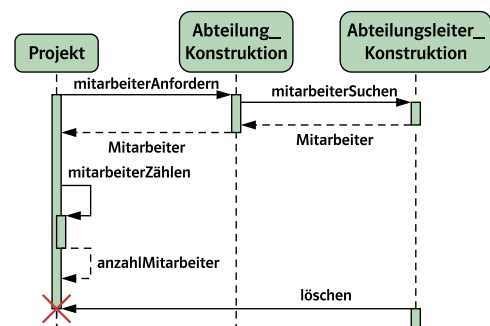 Projekt
Abteilung_
Konstruktion
Abteilungsleiter_
Konstruktion
mitarbeiterAnfordern
mitarbeiterSuchen
Mitarbeiter
Mitarbeiter
mitarbeiterZählen
anzahlMitarbeiter
löschen